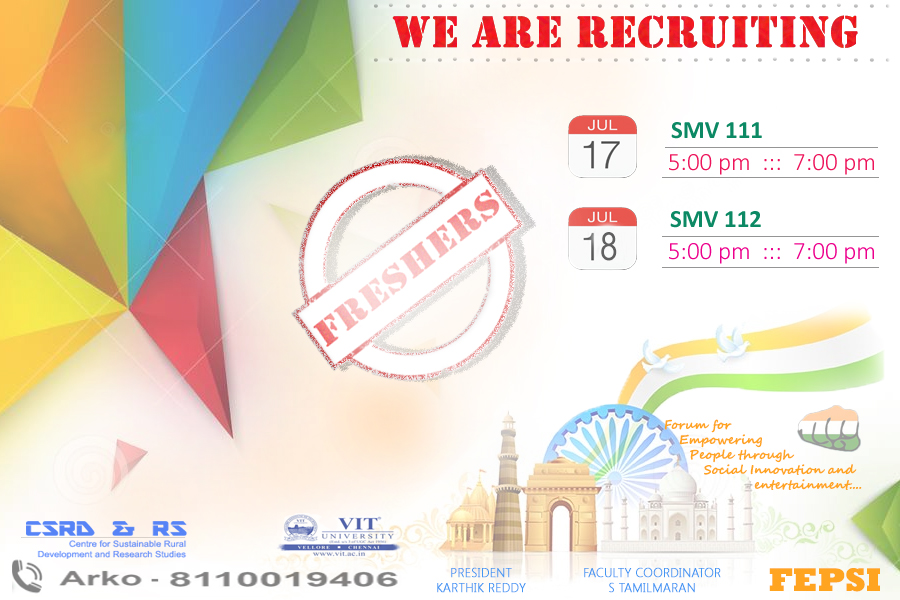 WE ARE RECRUITING
JUL
17
SMV 111
5:00 pm ::: 7:00 pm
JUL
18
SMV 112
5:00 pm ::: 7:00 pm
FRESHERS
Forum for
Empowering
People through
Social Innovation and
entertainment....
CSRD & RS
Centre for Sustainable Rural
Development and Research Studies
VIT
UNIVERSITY
VELLORE • CHENNAI
www.vit.ac.in
Arko - 8110019406
PRESIDENT
KARTHIK REDDY
FACULTY COORDINATOR
S TAMILMARAN
FEPSI